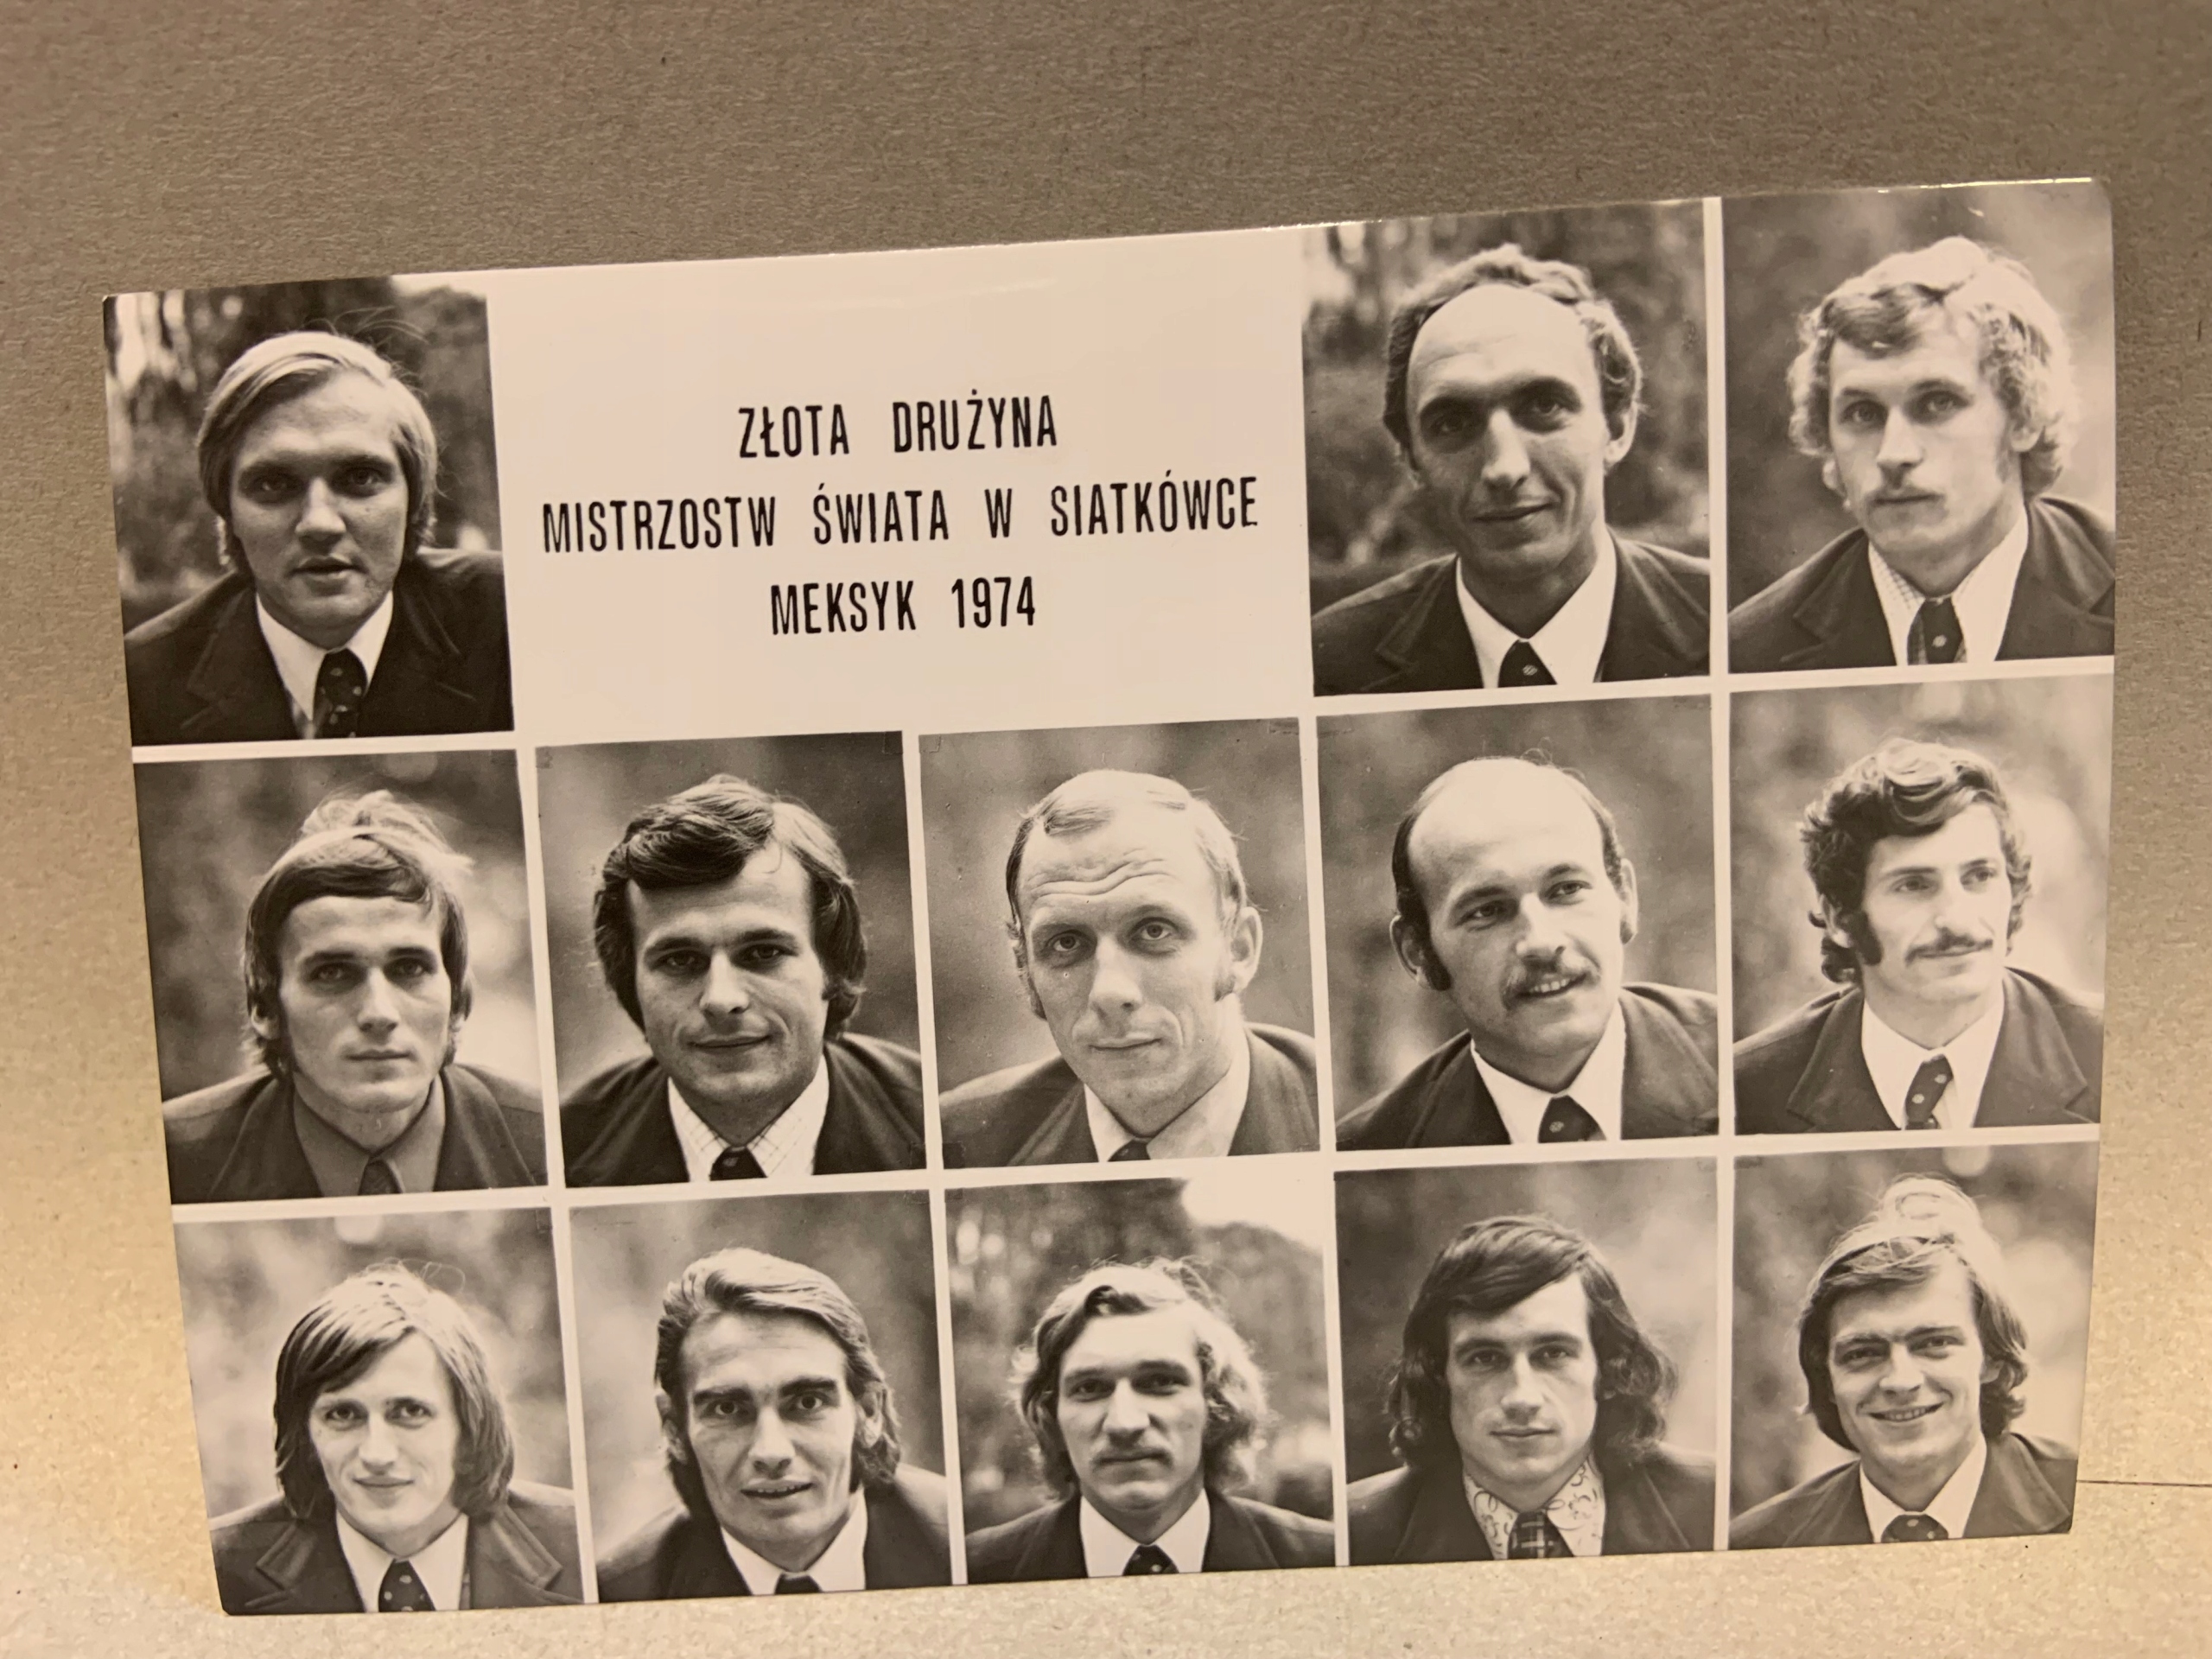 ZŁOTA DRUŻYNA
MISTRZOSTW ŚWIATA W SIATKÓWCE
MEKSYK 1974